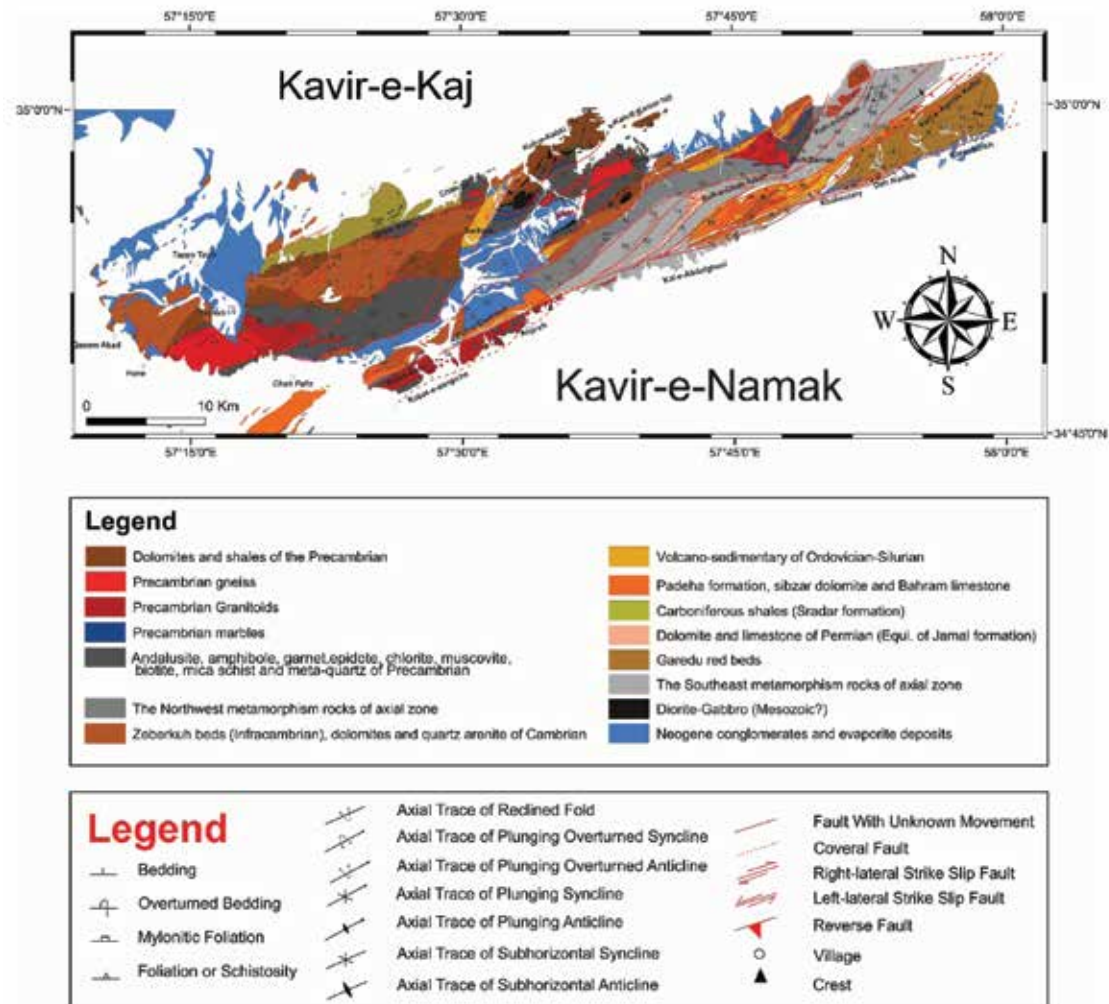 57°15'0"E
57°30'0"E
57°45'0"E
58°0'0"E
Kavir-e-Kaj
35°0'0"N
35°0'0"N
N
W
E
S
Kavir-e-Namak
0
10 Km
34°45'0"N
57°15'0"E
57°30'0"E
57°45'0"E
58°0'0"E
Legend
Dolomites and shales of the Precambrian
Precambrian gneiss
Precambrian Granitoids
Precambrian marbles
Andalusite, amphibole, garnet,epidote, chlorite, muscovite,
biotite, mica schist and meta-quartz of Precambrian
The Northwest metamorphism rocks of axial zone
Zeberkuh beds (Infracambrian), dolomites and quartz arenite of Cambrian
Volcano-sedimentary of Ordovician-Silurian
Padeha formation, sibzar dolomite and Bahram limestone
Carboniferous shales (Sradar formation)
Dolomite and limestone of Permian (Equi. of Jamal formation)
Garedu red beds
The Southeast metamorphism rocks of axial zone
Diorite-Gabbro (Mesozoic?)
Neogene conglomerates and evaporite deposits
Legend
Bedding
Overturned Bedding
Mylonitic Foliation
Foliation or Schistosity
Axial Trace of Reclined Fold
Axial Trace of Plunging Overturned Syncline
Axial Trace of Plunging Overturned Anticline
Axial Trace of Plunging Syncline
Axial Trace of Plunging Anticline
Axial Trace of Subhorizontal Syncline
Axial Trace of Subhorizontal Anticline
Fault With Unknown Movement
Coveral Fault
Right-lateral Strike Slip Fault
Left-lateral Strike Slip Fault
Reverse Fault
Village
Crest